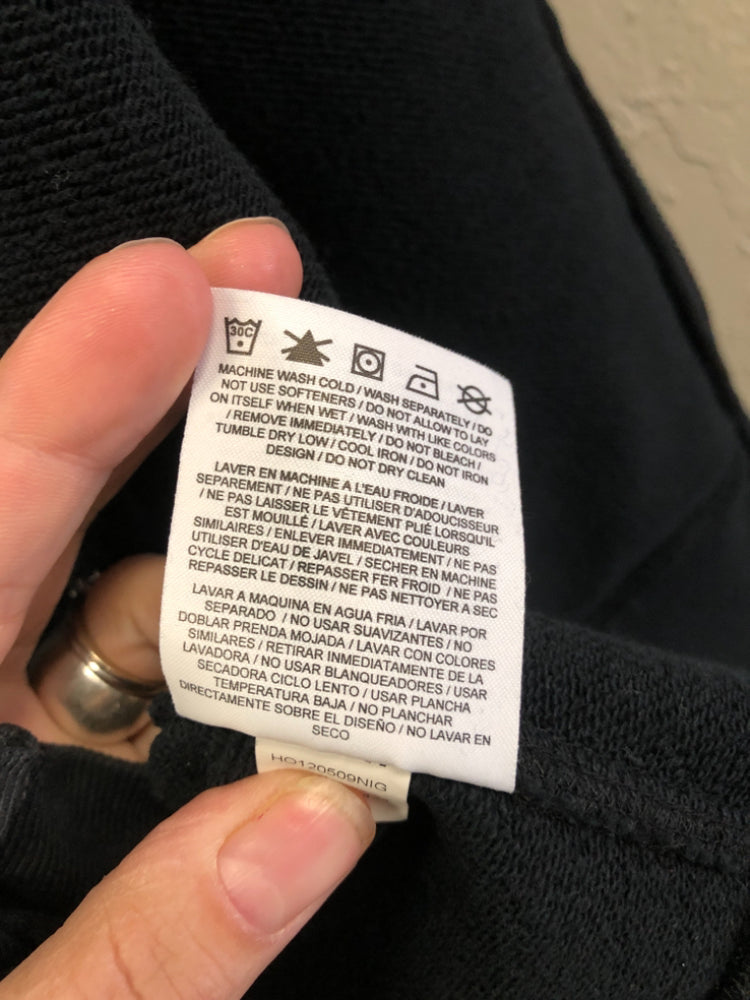 30C
MACHINE WASH COLD / WASH SEPARATELY / DO
NOT USE SOFTENERS / DO NOT ALLOW TO LAY
ON ITSELF WHEN WET / WASH WITH LIKE COLORS
/ REMOVE IMMEDIATELY / DO NOT BLEACH /
TUMBLE DRY LOW / COOL IRON / DO NOT IRON
DESIGN / DO NOT DRY CLEAN
LAVER EN MACHINE A L'EAU FROIDE / LAVER
SEPAREMENT / NE PAS UTILISER D'ADOUCISSEUR
/ NE PAS LAISSER LE VÊTEMENT PLIÉ LORSQU'IL
EST MOUILLÉ / LAVER AVEC COULEURS
SIMILAIRES / ENLEVER IMMEDIATEMENT / NE PAS
UTILISER D'EAU DE JAVEL / SECHER EN MACHINE
CYCLE DELICAT / REPASSER FER FROID / NE PAS
REPASSER LE DESSIN / NE PAS NETTOYER A SEC
LAVAR A MAQUINA EN AGUA FRIA / LAVAR POR
SEPARADO / NO USAR SUAVIZANTES / NO
DOBLAR PRENDA MOJADA / LAVAR CON COLORES
SIMILARES / RETIRAR INMEDIATAMENTE DE LA
LAVADORA / NO USAR BLANQUEADORES / USAR
SECADORA CICLO LENTO / USAR PLANCHA
TEMPERATURA BAJA / NO PLANCHAR
DIRECTAMENTE SOBRE EL DISEÑO / NO LAVAR EN
SECO
HO120509NIG